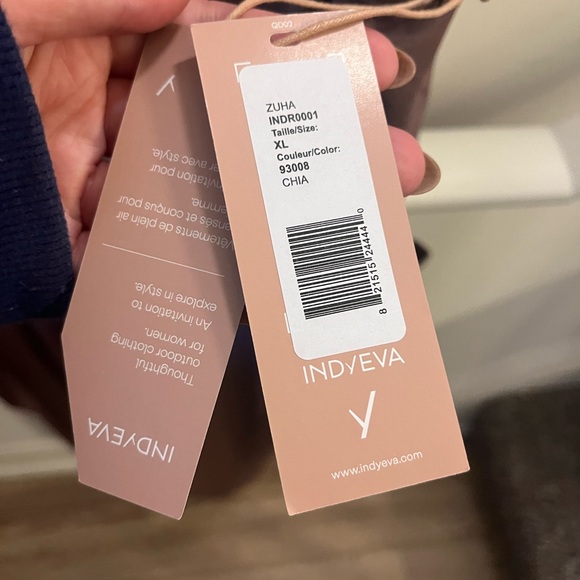 QD02
ZUHA
INDR0001
Taille/Size:
XL
Couleur/Color:
93008
CHIA
8 21515 24444 0
INDYEVA
y
www.indyeva.com
INDYEVA
Thoughtful
outdoor clothing
for women.
An invitation to
explore in style.
vêtements de plein air
pensés et conçus pour
femme.
invitation pour
avec style.
y